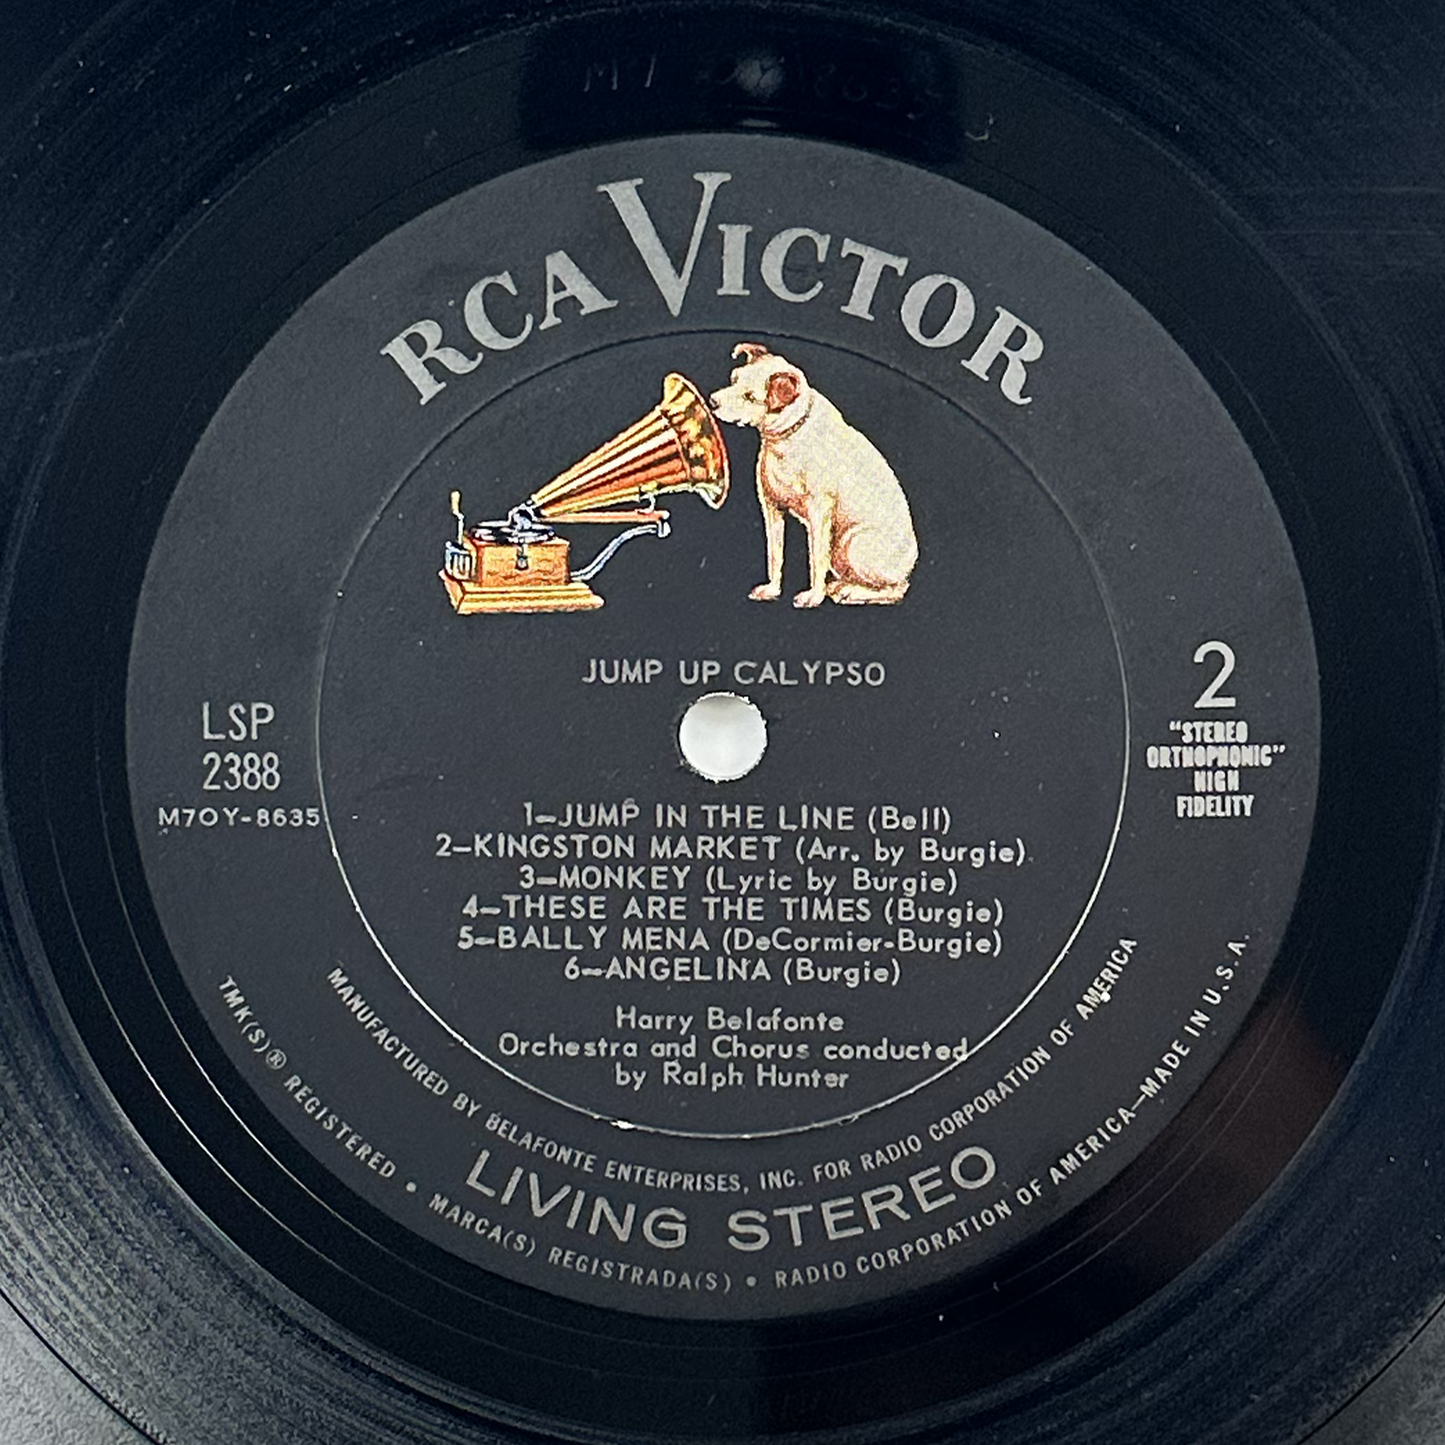 RCA VICTOR
JUMP UP CALYPSO
LSP
2388
M7OY-8635
2
"STEREO
ORTHOPHONIC"
HIGH
FIDELITY
1—JUMP IN THE LINE (Bell)
2—KINGSTON MARKET (Arr. by Burgie)
3—MONKEY (Lyric by Burgie)
4—THESE ARE THE TIMES (Burgie)
5—BALLY MENA (DeCormier-Burgie)
6—ANGELINA (Burgie)
Harry Belafonte
Orchestra and Chorus conducted
by Ralph Hunter
MANUFACTURED BY BELAFONTE ENTERPRISES, INC. FOR RADIO CORPORATION OF AMERICA
LIVING STEREO
TMK(S) ® REGISTERED • MARCA(S) REGISTRADA(S) • RADIO CORPORATION OF AMERICA—MADE IN U.S.A.